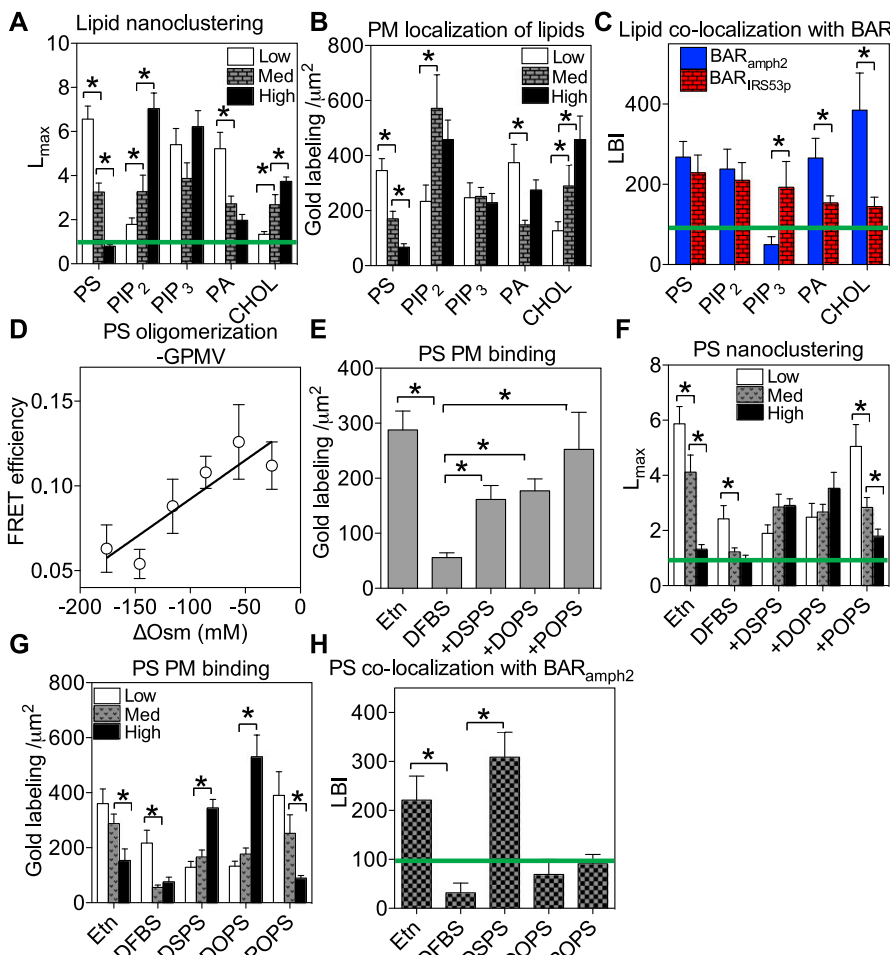 A Lipid nanoclustering
Low
Med
High
10
8
6
4
2
0
Lmax
* * * * * *
PS PIP2 PIP3 PA CHOL
B PM localization of lipids
Low
Med
High
800
600
400
200
0
Gold labeling /μm2
* * * * * *
PS PIP2 PIP3 PA CHOL
C Lipid co-localization with BAR
BARamph2
BARIRS53p
400
200
0
LBI
* * *
PS PIP2 PIP3 PA CHOL
D PS oligomerization
-GPMV
0.15
0.10
0.05
FRET efficiency
-200 -150 -100 -50 0
ΔOsm (mM)
E PS PM binding
400
300
200
100
0
Gold labeling /μm2
* * * *
Etn DFBS +DSPS +DOPS +POPS
F PS nanoclustering
Low
Med
High
8
6
4
2
0
Lmax
* * * * *
Etn DFBS +DSPS +DOPS +POPS
G PS PM binding
Low
Med
High
800
600
400
200
0
Gold labeling /μm2
* * * * *
Etn DFBS DSPS DOPS POPS
H PS co-localization with BARamph2
400
300
200
100
0
LBI
* *
Etn DFBS DSPS DOPS POPS